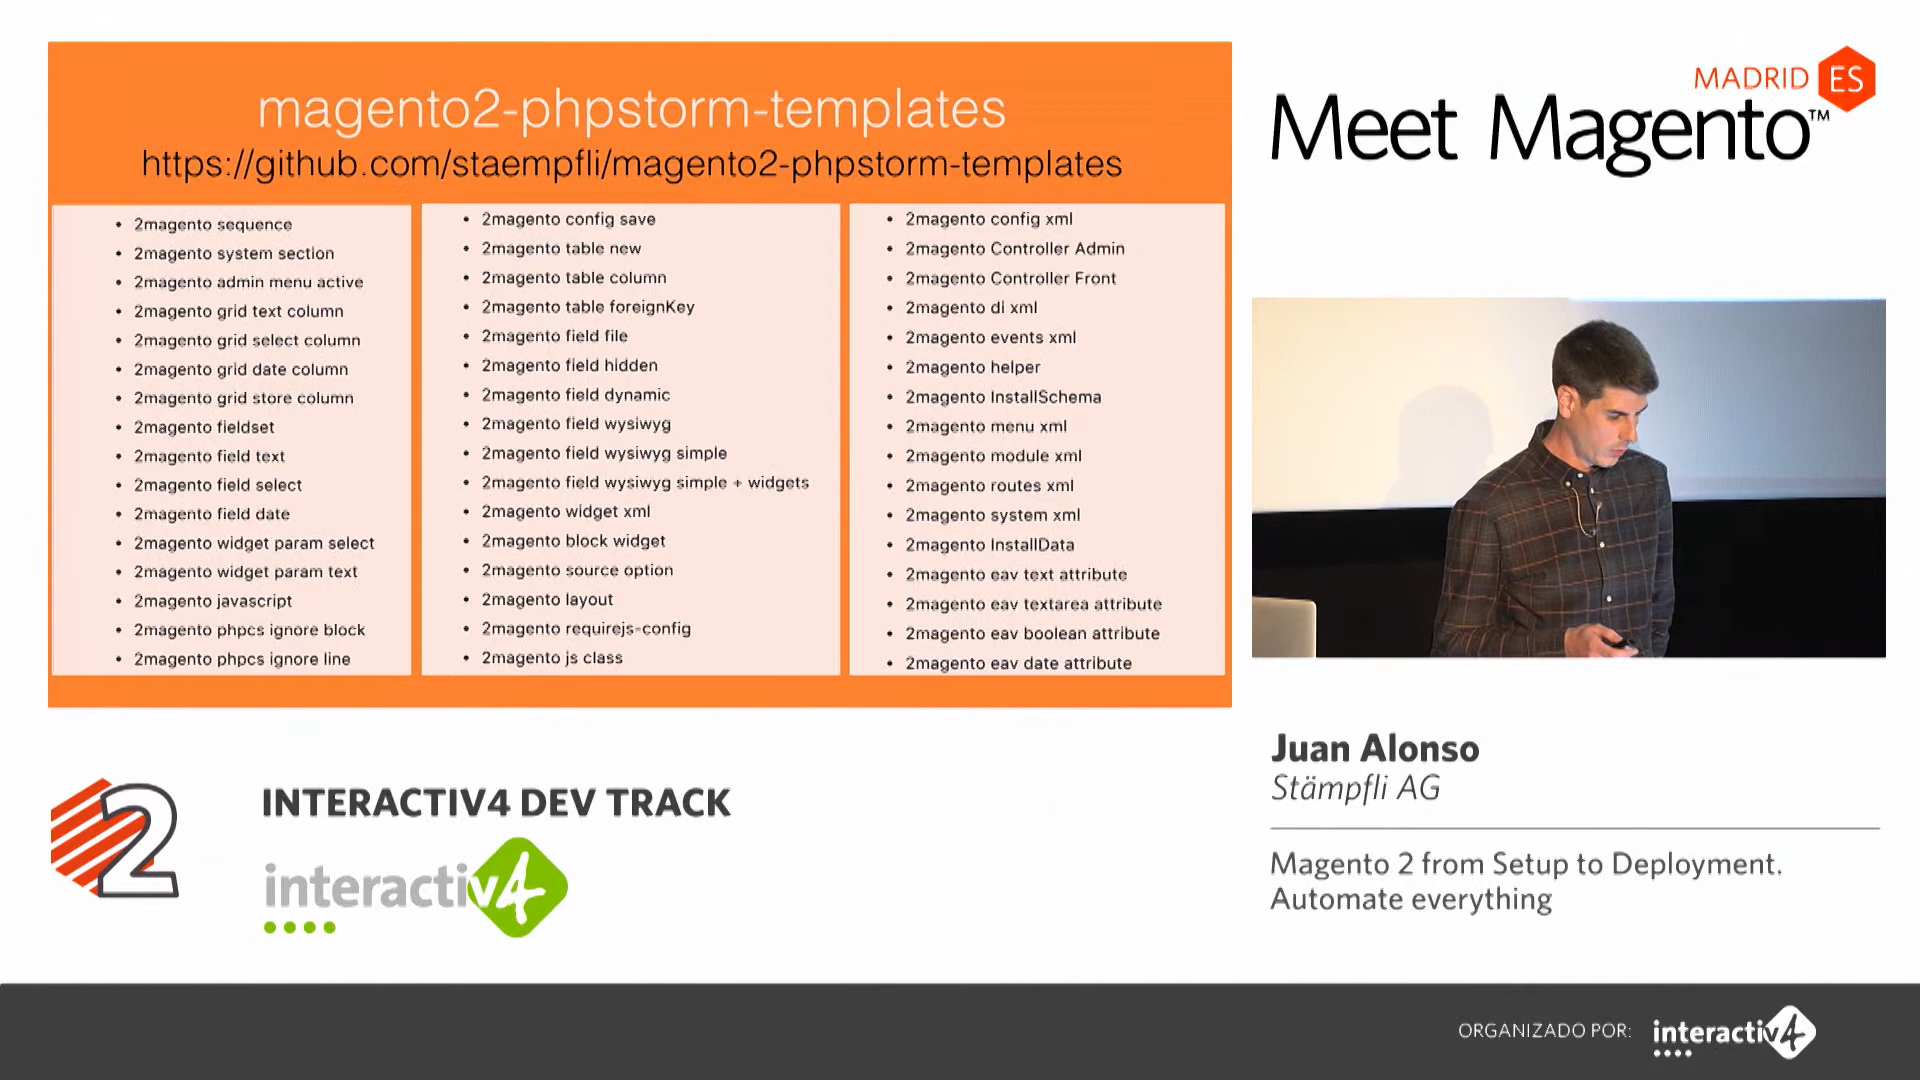 magento2-phpstorm-templates
https://github.com/staempfli/magento2-phpstorm-templates
• 2magento sequence
• 2magento system section
• 2magento admin menu active
• 2magento grid text column
• 2magento grid select column
• 2magento grid date column
• 2magento grid store column
• 2magento fieldset
• 2magento field text
• 2magento field select
• 2magento field date
• 2magento widget param select
• 2magento widget param text
• 2magento javascript
• 2magento phpcs ignore block
• 2magento phpcs ignore line
• 2magento config save
• 2magento table new
• 2magento table column
• 2magento table foreignKey
• 2magento field file
• 2magento field hidden
• 2magento field dynamic
• 2magento field wysiwyg
• 2magento field wysiwyg simple
• 2magento field wysiwyg simple + widgets
• 2magento widget xml
• 2magento block widget
• 2magento source option
• 2magento layout
• 2magento requirejs-config
• 2magento js class
• 2magento config xml
• 2magento Controller Admin
• 2magento Controller Front
• 2magento di xml
• 2magento events xml
• 2magento helper
• 2magento InstallSchema
• 2magento menu xml
• 2magento module xml
• 2magento routes xml
• 2magento system xml
• 2magento InstallData
• 2magento eav text attribute
• 2magento eav textarea attribute
• 2magento eav boolean attribute
• 2magento eav date attribute
MADRID ES
Meet Magento™
Juan Alonso
Stämpfli AG
Magento 2 from Setup to Deployment.
Automate everything
2
INTERACTIV4 DEV TRACK
interactiv4
ORGANIZADO POR: interactiv4